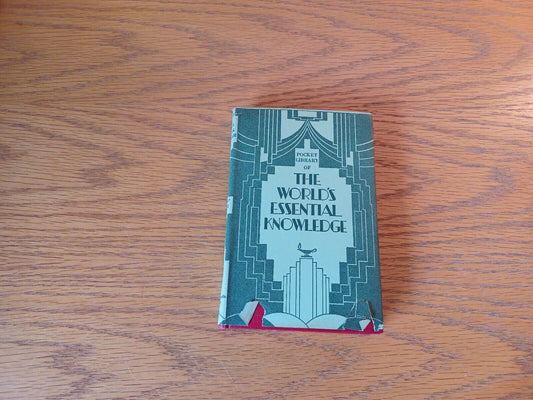 POCKET
LIBRARY
OF
THE
WORLD'S
ESSENTIAL
KNOWLEDGE